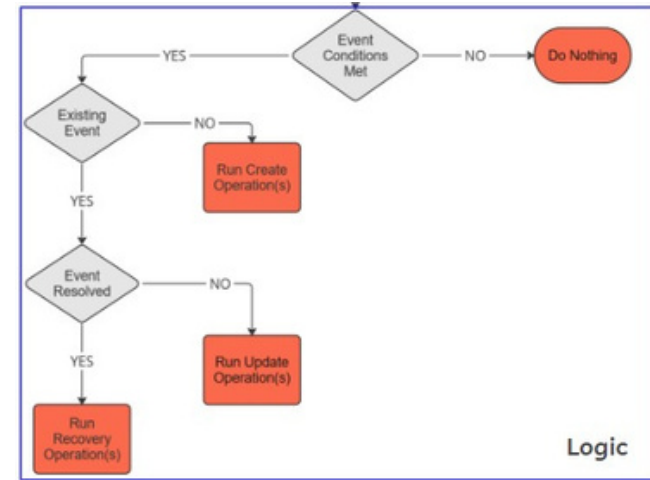 Event
Conditions
Met
YES
NO
Do Nothing
Existing
Event
NO
Run Create
Operation(s)
YES
Event
Resolved
NO
YES
Run Update
Operation(s)
Run
Recovery
Operation(s)
Logic